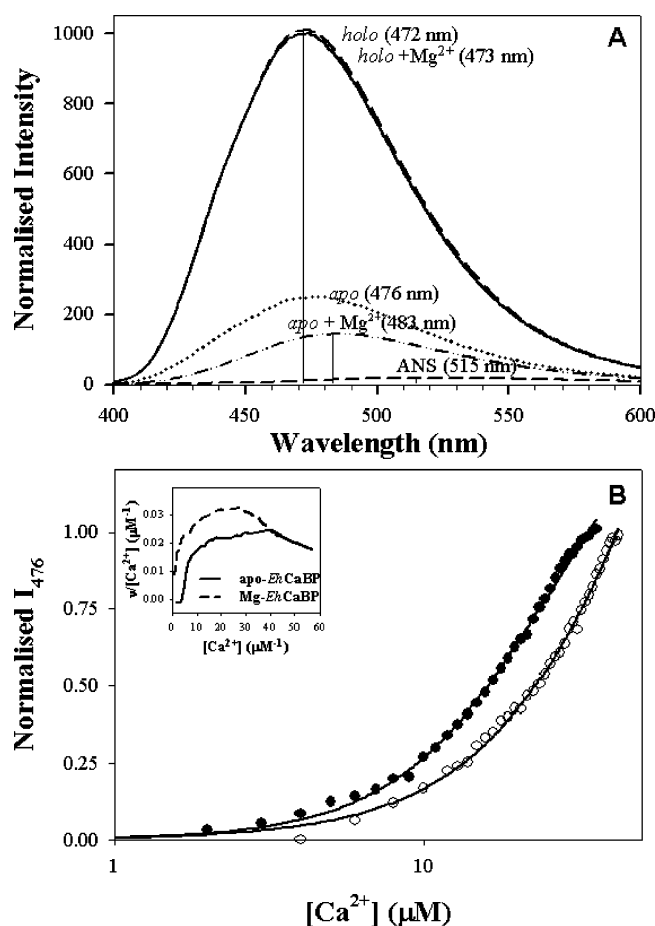 A
holo (472 nm)
holo +Mg2+ (473 nm)
apo (476 nm)
apo + Mg2+(483 nm)
ANS (515 nm)
1000
800
600
400
200
0
Normalised Intensity
400 450 500 550 600
Wavelength (nm)
B
ν/[Ca2+] (μM-1)
0.03
0.02
0.01
0.00
apo-EhCaBP
Mg-EhCaBP
0 10 20 30 40 50 60
[Ca2+] (μM-1)
1.00
0.75
0.50
0.25
0.00
Normalised I476
1 10
[Ca2+] (μM)